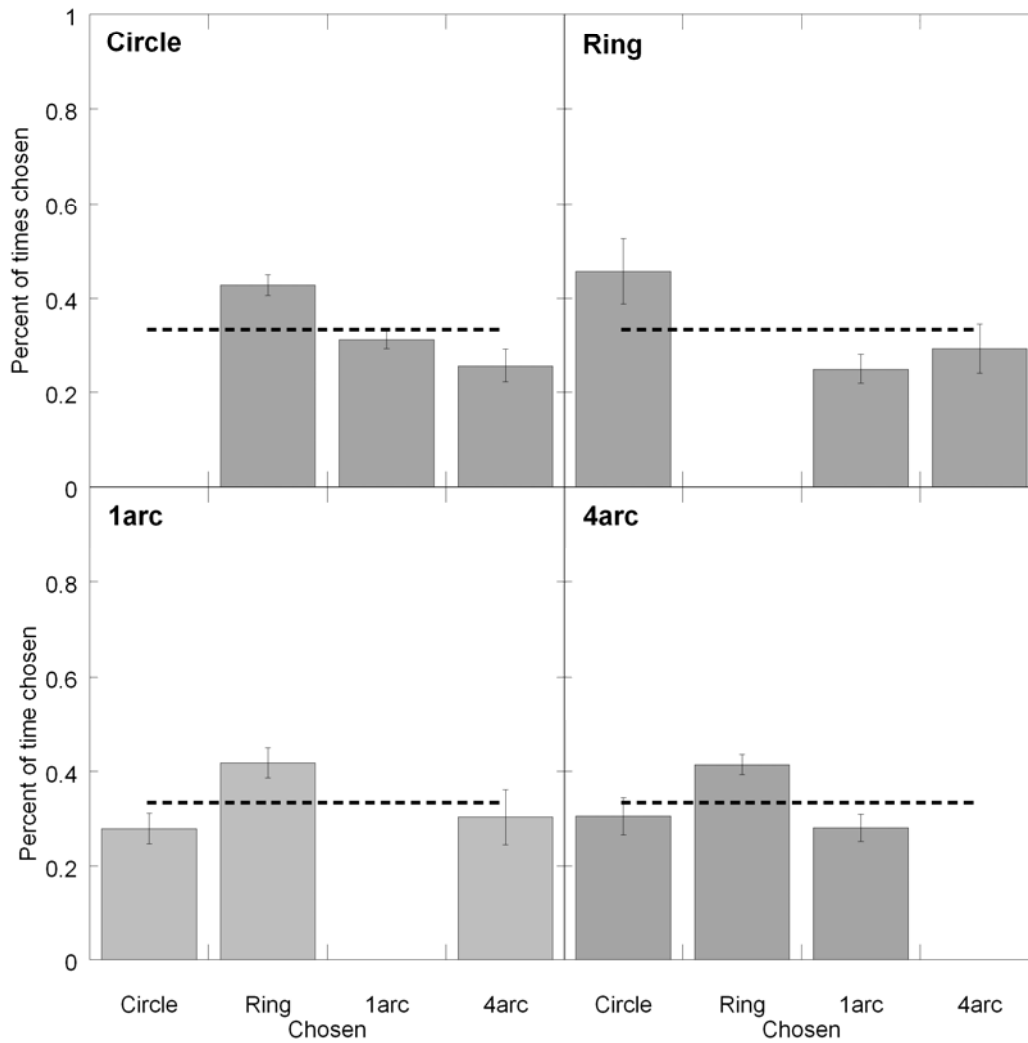 Circle
Ring
1
0.8
0.6
0.4
0.2
0
Percent of times chosen
1arc
4arc
0.8
0.6
0.4
0.2
0
Percent of time chosen
Circle Ring 1arc 4arc Circle Ring 1arc 4arc
Chosen Chosen